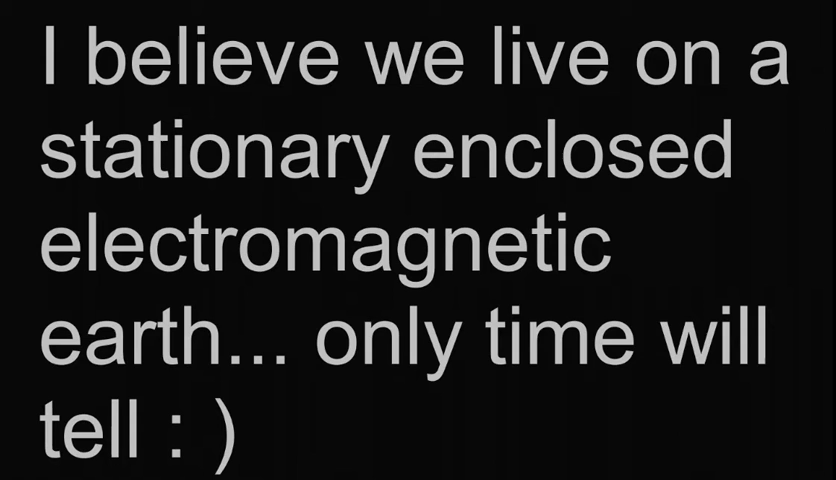 I believe we live on a
stationary enclosed
electromagnetic
earth... only time will
tell : )